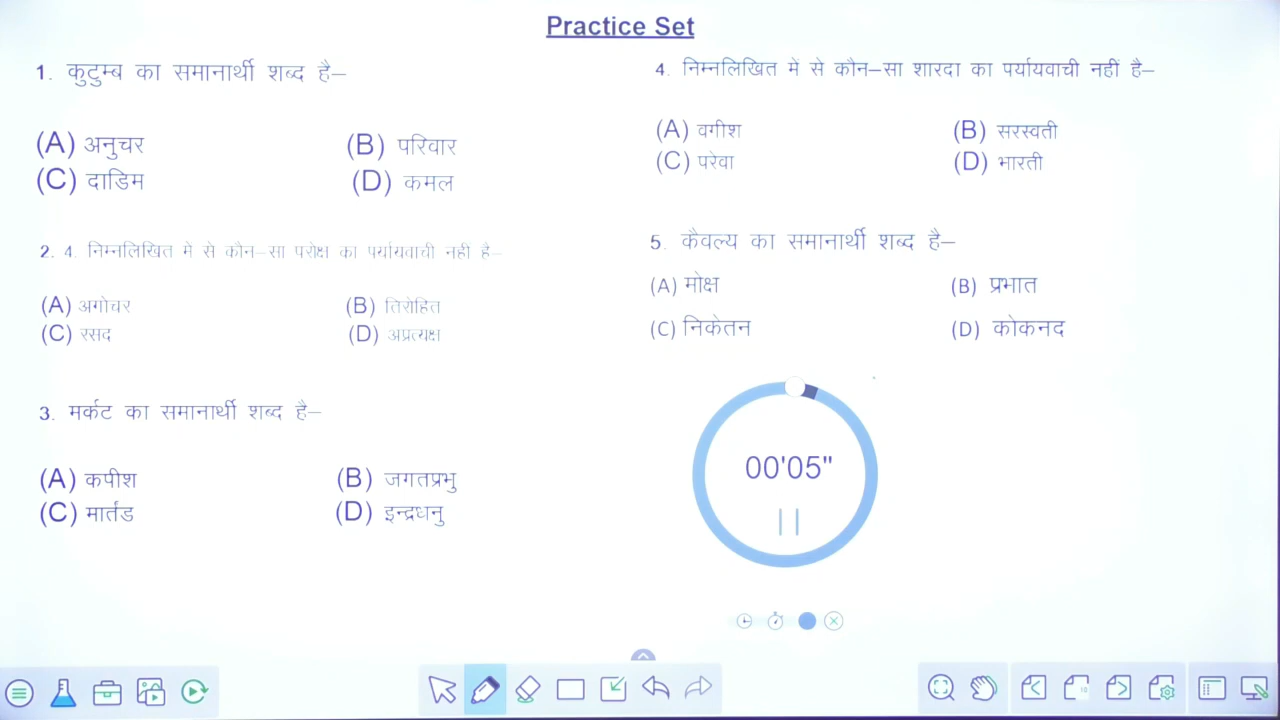 Practice Set
1. कुटुम्ब का समानार्थी शब्द है–
(A) अनुचर (B) परिवार
(C) दाडिम (D) कमल
2. 4. निम्नलिखित मे से कौन–सा परोक्ष का पर्यायवाची नहीं है–
(A) अगोचर (B) तिरोहित
(C) रसद (D) अप्रत्यक्ष
3. मर्कट का समानार्थी शब्द है–
(A) कपीश (B) जगतप्रभु
(C) मार्तंड (D) इन्द्रधनु
4. निम्नलिखित में से कौन–सा शारदा का पर्यायवाची नहीं है–
(A) वगीश (B) सरस्वती
(C) परेवा (D) भारती
5. कैवल्य का समानार्थी शब्द है–
(A) मोक्ष (B) प्रभात
(C) निकेतन (D) कोकनद
00'05"
10